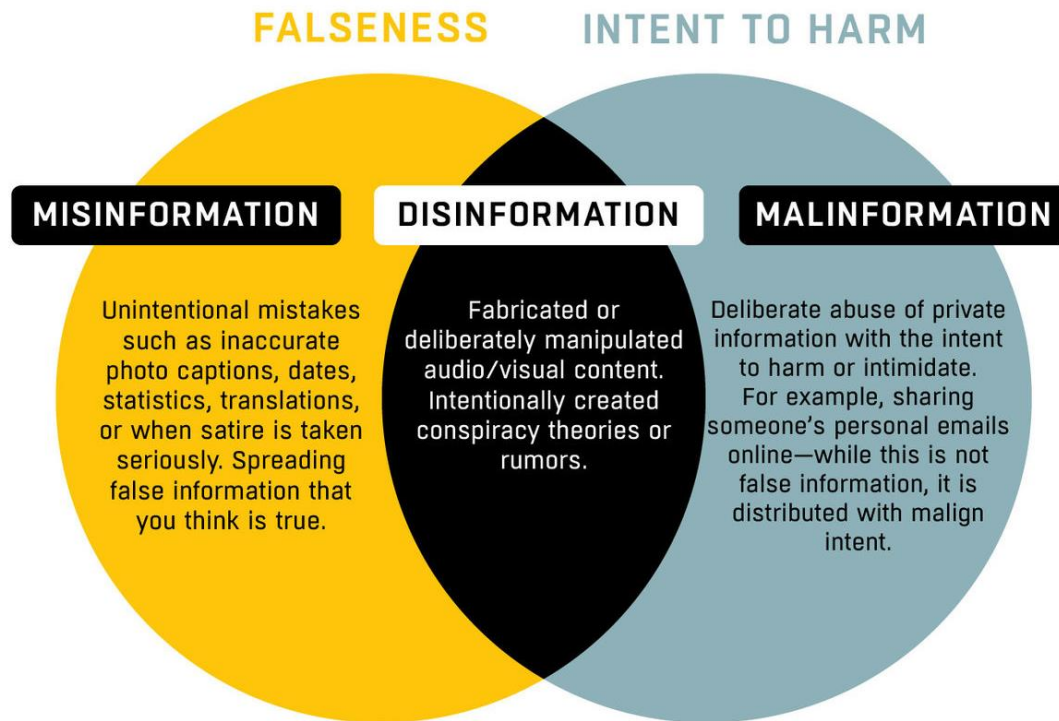 FALSENESS
INTENT TO HARM
MISINFORMATION
Unintentional mistakes
such as inaccurate
photo captions, dates,
statistics, translations,
or when satire is taken
seriously. Spreading
false information that
you think is true.
DISINFORMATION
Fabricated or
deliberately manipulated
audio/visual content.
Intentionally created
conspiracy theories or
rumors.
MALINFORMATION
Deliberate abuse of private
information with the intent
to harm or intimidate.
For example, sharing
someone’s personal emails
online—while this is not
false information, it is
distributed with malign
intent.